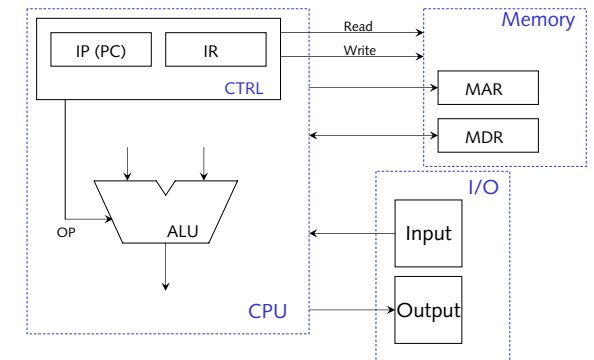 Memory
Read
IP (PC)
IR
Write
CTRL
MAR
MDR
I/O
OP
ALU
Input
CPU
Output